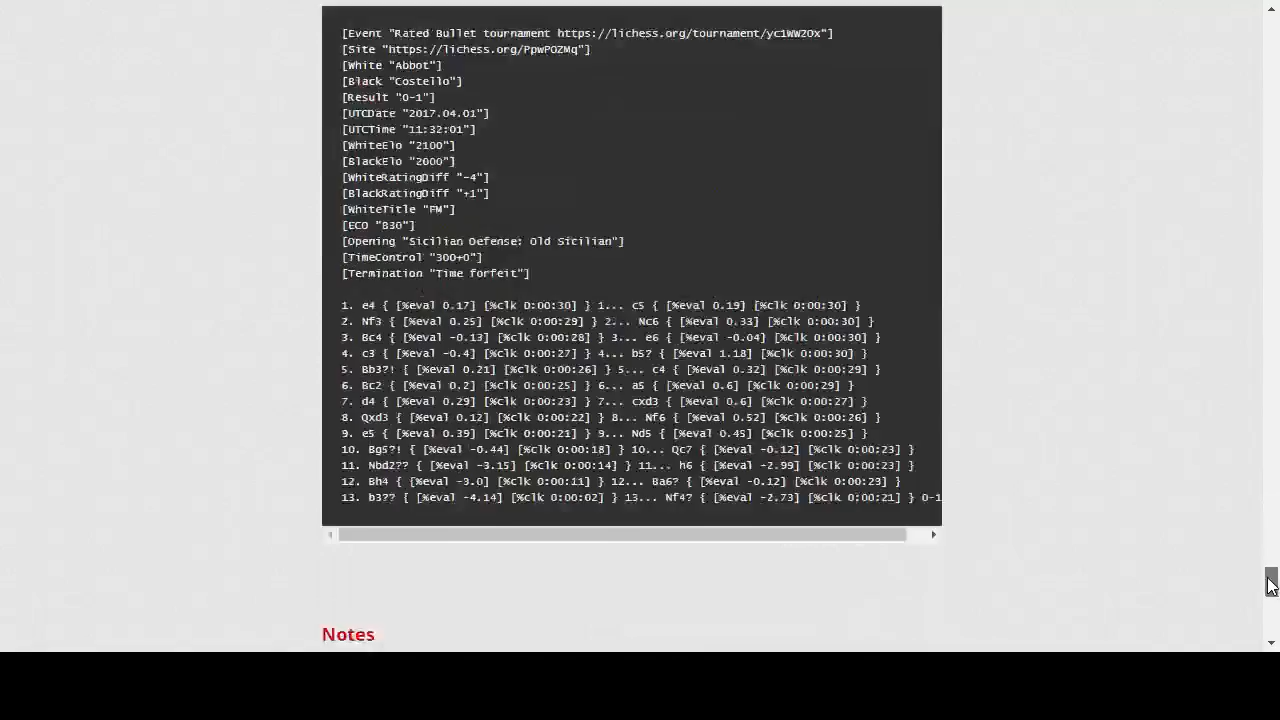 [Event "Rated Bullet tournament https://lichess.org/tournament/yc1WW2Ox"]
[Site "https://lichess.org/PpwPOZMq"]
[White "Abbot"]
[Black "Costello"]
[Result "0-1"]
[UTCDate "2017.04.01"]
[UTCTime "11:32:01"]
[WhiteElo "2100"]
[BlackElo "2000"]
[WhiteRatingDiff "-4"]
[BlackRatingDiff "+1"]
[WhiteTitle "FM"]
[ECO "B30"]
[Opening "Sicilian Defense: Old Sicilian"]
[TimeControl "300+0"]
[Termination "Time forfeit"]
1. e4 { [%eval 0.17] [%clk 0:00:30] } 1... c5 { [%eval 0.19] [%clk 0:00:30] }
2. Nf3 { [%eval 0.25] [%clk 0:00:29] } 2... Nc6 { [%eval 0.33] [%clk 0:00:30] }
3. Bc4 { [%eval -0.13] [%clk 0:00:28] } 3... e6 { [%eval -0.04] [%clk 0:00:30] }
4. c3 { [%eval -0.4] [%clk 0:00:27] } 4... b5? { [%eval 1.18] [%clk 0:00:30] }
5. Bb3?! { [%eval 0.21] [%clk 0:00:26] } 5... c4 { [%eval 0.32] [%clk 0:00:29] }
6. Bc2 { [%eval 0.2] [%clk 0:00:25] } 6... a5 { [%eval 0.6] [%clk 0:00:29] }
7. d4 { [%eval 0.29] [%clk 0:00:23] } 7... cxd3 { [%eval 0.6] [%clk 0:00:27] }
8. Qxd3 { [%eval 0.12] [%clk 0:00:22] } 8... Nf6 { [%eval 0.52] [%clk 0:00:26] }
9. e5 { [%eval 0.39] [%clk 0:00:21] } 9... Nd5 { [%eval 0.45] [%clk 0:00:25] }
10. Bg5?! { [%eval -0.44] [%clk 0:00:18] } 10... Qc7 { [%eval -0.12] [%clk 0:00:23] }
11. Nbd2?? { [%eval -3.15] [%clk 0:00:14] } 11... h6 { [%eval -2.99] [%clk 0:00:23] }
12. Bh4 { [%eval -3.0] [%clk 0:00:11] } 12... Ba6? { [%eval -0.12] [%clk 0:00:23] }
13. b3?? { [%eval -4.14] [%clk 0:00:02] } 13... Nf4? { [%eval -2.73] [%clk 0:00:21] } 0-1
Notes